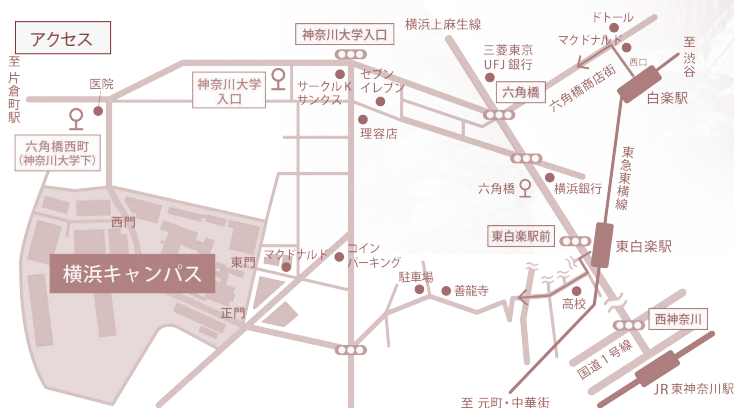 アクセス
至 片倉町駅
医院
六角橋西町
(神奈川大学下)
神奈川大学
入口
神奈川大学入口
サークルK
サンクス
セブン
イレブン
理容店
横浜上麻生線
三菱東京
UFJ銀行
六角橋
ドトール
マクドナルド
西口
至 渋谷
六角橋商店街
白楽駅
東急東横線
六角橋
横浜銀行
東白楽駅前
東白楽駅
西門
横浜キャンパス
東門
マクドナルド
コイン
パーキング
正門
駐車場
善龍寺
高校
西神奈川
国道1号線
JR東神奈川駅
至 元町・中華街